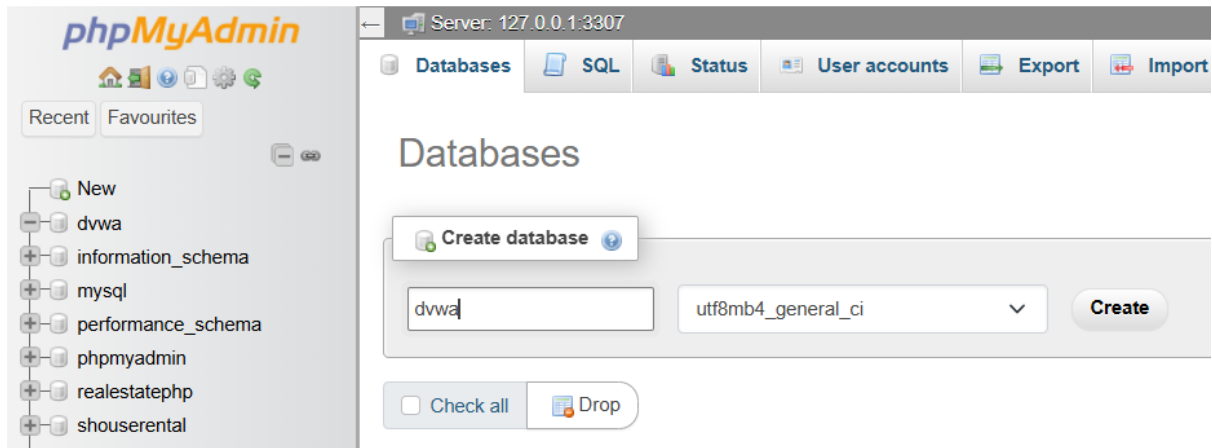 phpMyAdmin
Recent Favourites
New
dvwa
information_schema
mysql
performance_schema
phpmyadmin
realestatephp
shouserental
Server: 127.0.0.1:3307
Databases SQL Status User accounts Export Import
Databases
Create database
dvwa utf8mb4_general_ci Create
Check all Drop